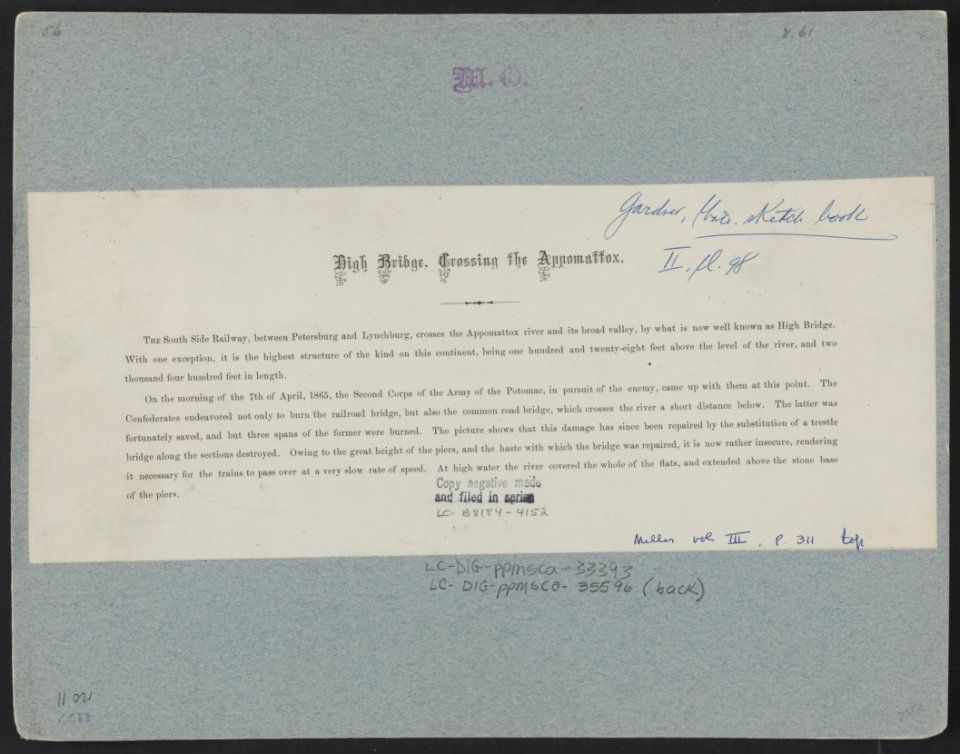 56
v. 61
M. O.
Gardner, Photo. sketch book
II, pl. 98
High Bridge, Crossing the Appomattox.
THE South Side Railway, between Petersburg and Lynchburg, crosses the Appomattox river and its broad valley, by what is now well known as High Bridge.
With one exception, it is the highest structure of the kind on this continent, being one hundred and twenty-eight feet above the level of the river, and two
thousand four hundred feet in length.
On the morning of the 7th of April, 1865, the Second Corps of the Army of the Potomac, in pursuit of the enemy, came up with them at this point. The
Confederates endeavored not only to burn the railroad bridge, but also the common road bridge, which crosses the river a short distance below. The latter was
fortunately saved, and but three spans of the former were burned. The picture shows that this damage has since been repaired by the substitution of a trestle
bridge along the sections destroyed. Owing to the great height of the piers, and the haste with which the bridge was repaired, it is now rather insecure, rendering
it necessary for the trains to pass over at a very slow rate of speed. At high water the river covered the whole of the flats, and extended above the stone base
of the piers.
Copy negative made
and filed in series
LC- B8184-4152
Miller vol III, p. 311 top
LC-DIG-ppmsca-33393
LC-DIG-ppmsca-35596 (back)